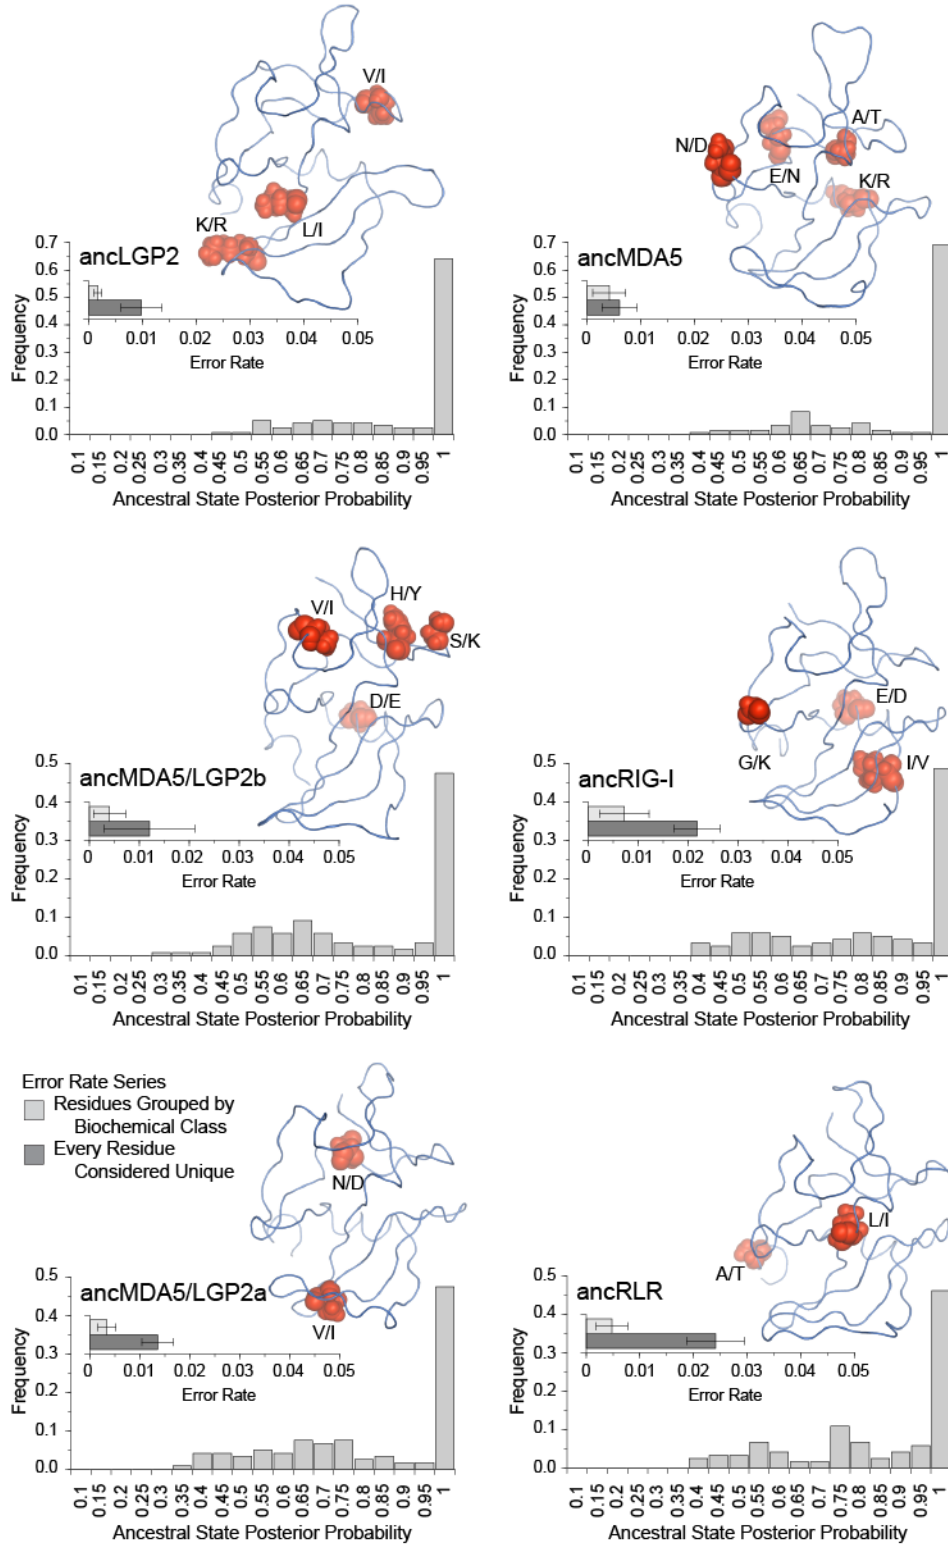 V/I
K/R
L/I
ancLGP2
Frequency
0.7
0.6
0.5
0.4
0.3
0.2
0.1
0.0
0 0.01 0.02 0.03 0.04 0.05
Error Rate
0.1 0.15 0.2 0.25 0.3 0.35 0.4 0.45 0.5 0.55 0.6 0.65 0.7 0.75 0.8 0.85 0.9 0.95 1
Ancestral State Posterior Probability
A/T
N/D
E/N
K/R
ancMDA5
Frequency
0.7
0.6
0.5
0.4
0.3
0.2
0.1
0.0
0 0.01 0.02 0.03 0.04 0.05
Error Rate
0.1 0.15 0.2 0.25 0.3 0.35 0.4 0.45 0.5 0.55 0.6 0.65 0.7 0.75 0.8 0.85 0.9 0.95 1
Ancestral State Posterior Probability
H/Y
V/I
S/K
D/E
ancMDA5/LGP2b
Frequency
0.5
0.4
0.3
0.2
0.1
0.0
0 0.01 0.02 0.03 0.04 0.05
Error Rate
0.1 0.15 0.2 0.25 0.3 0.35 0.4 0.45 0.5 0.55 0.6 0.65 0.7 0.75 0.8 0.85 0.9 0.95 1
Ancestral State Posterior Probability
E/D
G/K
I/V
ancRIG-I
Frequency
0.5
0.4
0.3
0.2
0.1
0.0
0 0.01 0.02 0.03 0.04 0.05
Error Rate
0.1 0.15 0.2 0.25 0.3 0.35 0.4 0.45 0.5 0.55 0.6 0.65 0.7 0.75 0.8 0.85 0.9 0.95 1
Ancestral State Posterior Probability
Error Rate Series
Residues Grouped by
Biochemical Class
Every Residue
Considered Unique
N/D
V/I
ancMDA5/LGP2a
Frequency
0.5
0.4
0.3
0.2
0.1
0.0
0 0.01 0.02 0.03 0.04 0.05
Error Rate
0.1 0.15 0.2 0.25 0.3 0.35 0.4 0.45 0.5 0.55 0.6 0.65 0.7 0.75 0.8 0.85 0.9 0.95 1
Ancestral State Posterior Probability
L/I
A/T
ancRLR
Frequency
0.5
0.4
0.3
0.2
0.1
0.0
0 0.01 0.02 0.03 0.04 0.05
Error Rate
0.1 0.15 0.2 0.25 0.3 0.35 0.4 0.45 0.5 0.55 0.6 0.65 0.7 0.75 0.8 0.85 0.9 0.95 1
Ancestral State Posterior Probability